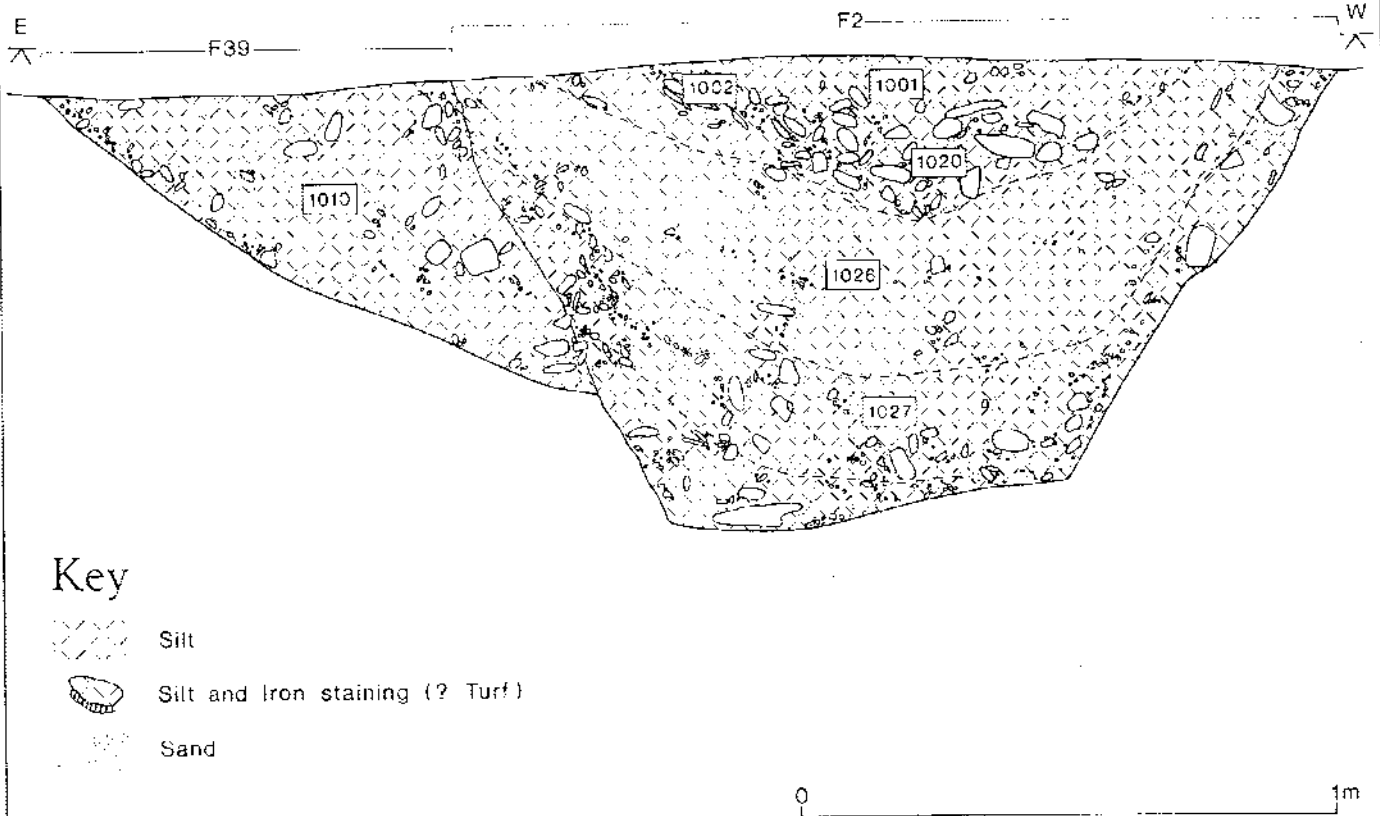 E
F39
F2
W
1002
1001
1020
1010
1026
1027
Key
Silt
Silt and Iron staining (? Turf)
Sand
0
1m